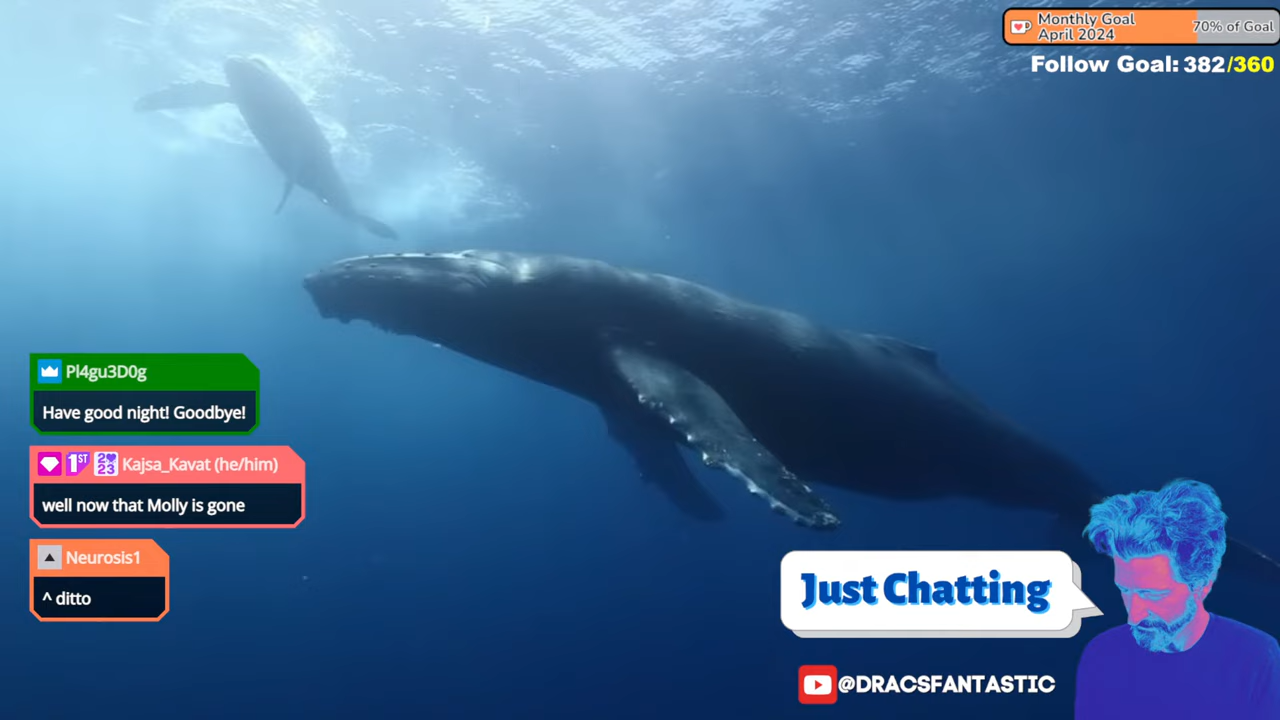 Monthly Goal
April 2024
70% of Goal
Follow Goal: 382/360
Pl4gu3D0g
Have good night! Goodbye!
1ST 2023 Kajsa_Kavat (he/him)
well now that Molly is gone
Neurosis1
^ ditto
Just Chatting
@DRACSFANTASTIC